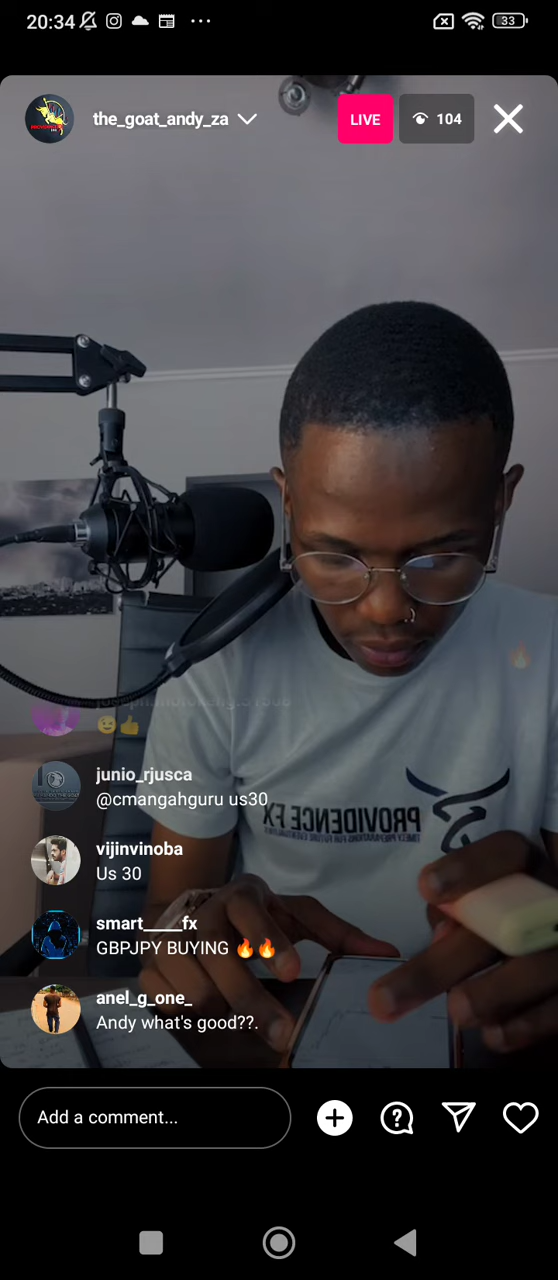 20:34
33
the_goat_andy_za
LIVE
104
😉👍
junio_rjusca
@cmangahguru us30
vijinvinoba
Us 30
PROVIDENCE FX
smart____fx
GBPJPY BUYING 🔥🔥
anel_g_one_
Andy what's good??.
Add a comment...